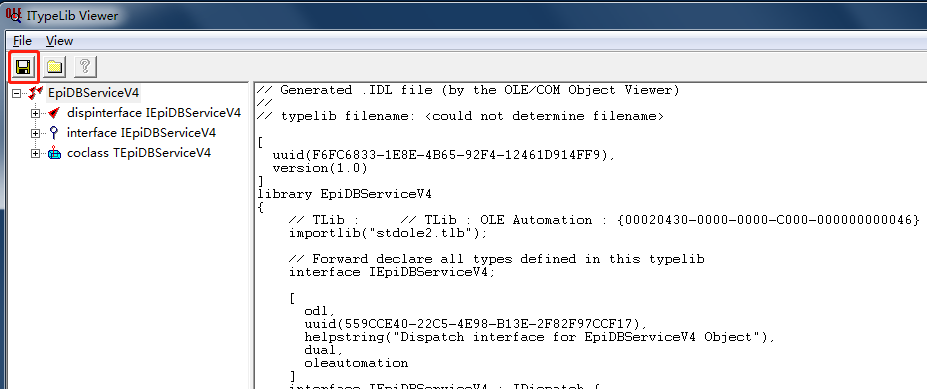 ITypeLib Viewer
File View
EpiDBServiceV4
dispinterface IEpiDBServiceV4
interface IEpiDBServiceV4
coclass TEpiDBServiceV4
// Generated .IDL file (by the OLE/COM Object Viewer)
//
// typelib filename: <could not determine filename>
[
uuid(F6FC6833-1E8E-4B65-92F4-12461D914FF9),
version(1.0)
]
library EpiDBServiceV4
{
// TLib :     // TLib : OLE Automation : {00020430-0000-0000-C000-000000000046}
importlib("stdole2.tlb");
// Forward declare all types defined in this typelib
interface IEpiDBServiceV4;
[
odl,
uuid(559CCE40-22C5-4E98-B13E-2F82F97CCF17),
helpstring("Dispatch interface for EpiDBServiceV4 Object"),
dual,
oleautomation
]
interface IEpiDBServiceV4 : IDispatch {